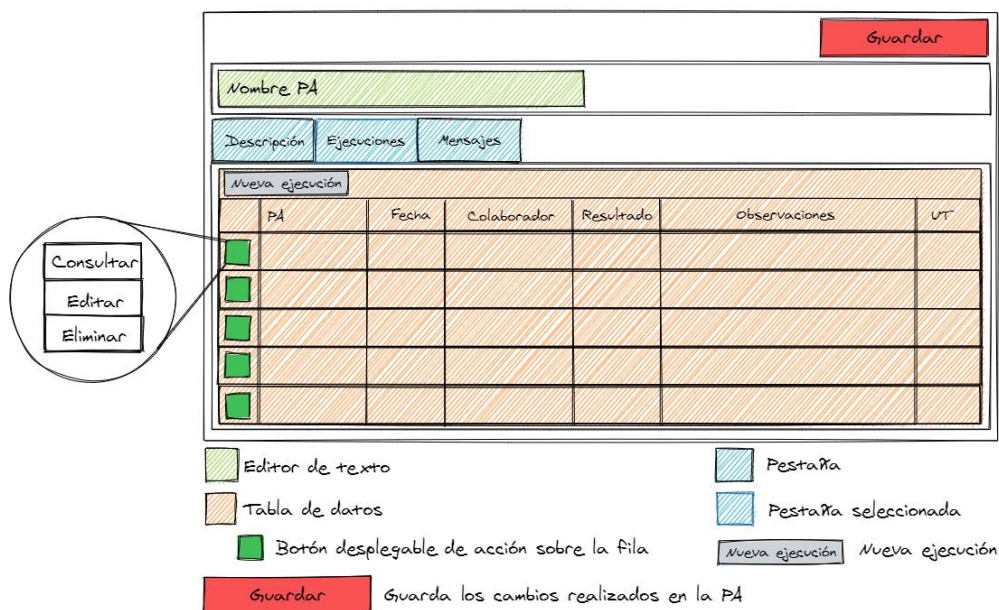 Guardar
Nombre PA
Descripción Ejecuciones Mensajes
Nueva ejecución
PA Fecha Colaborador Resultado Observaciones UT
Consultar
Editar
Eliminar
Editor de texto
Pestaña
Tabla de datos
Pestaña seleccionada
Botón desplegable de acción sobre la fila
Nueva ejecución Nueva ejecución
Guardar Guarda los cambios realizados en la PA